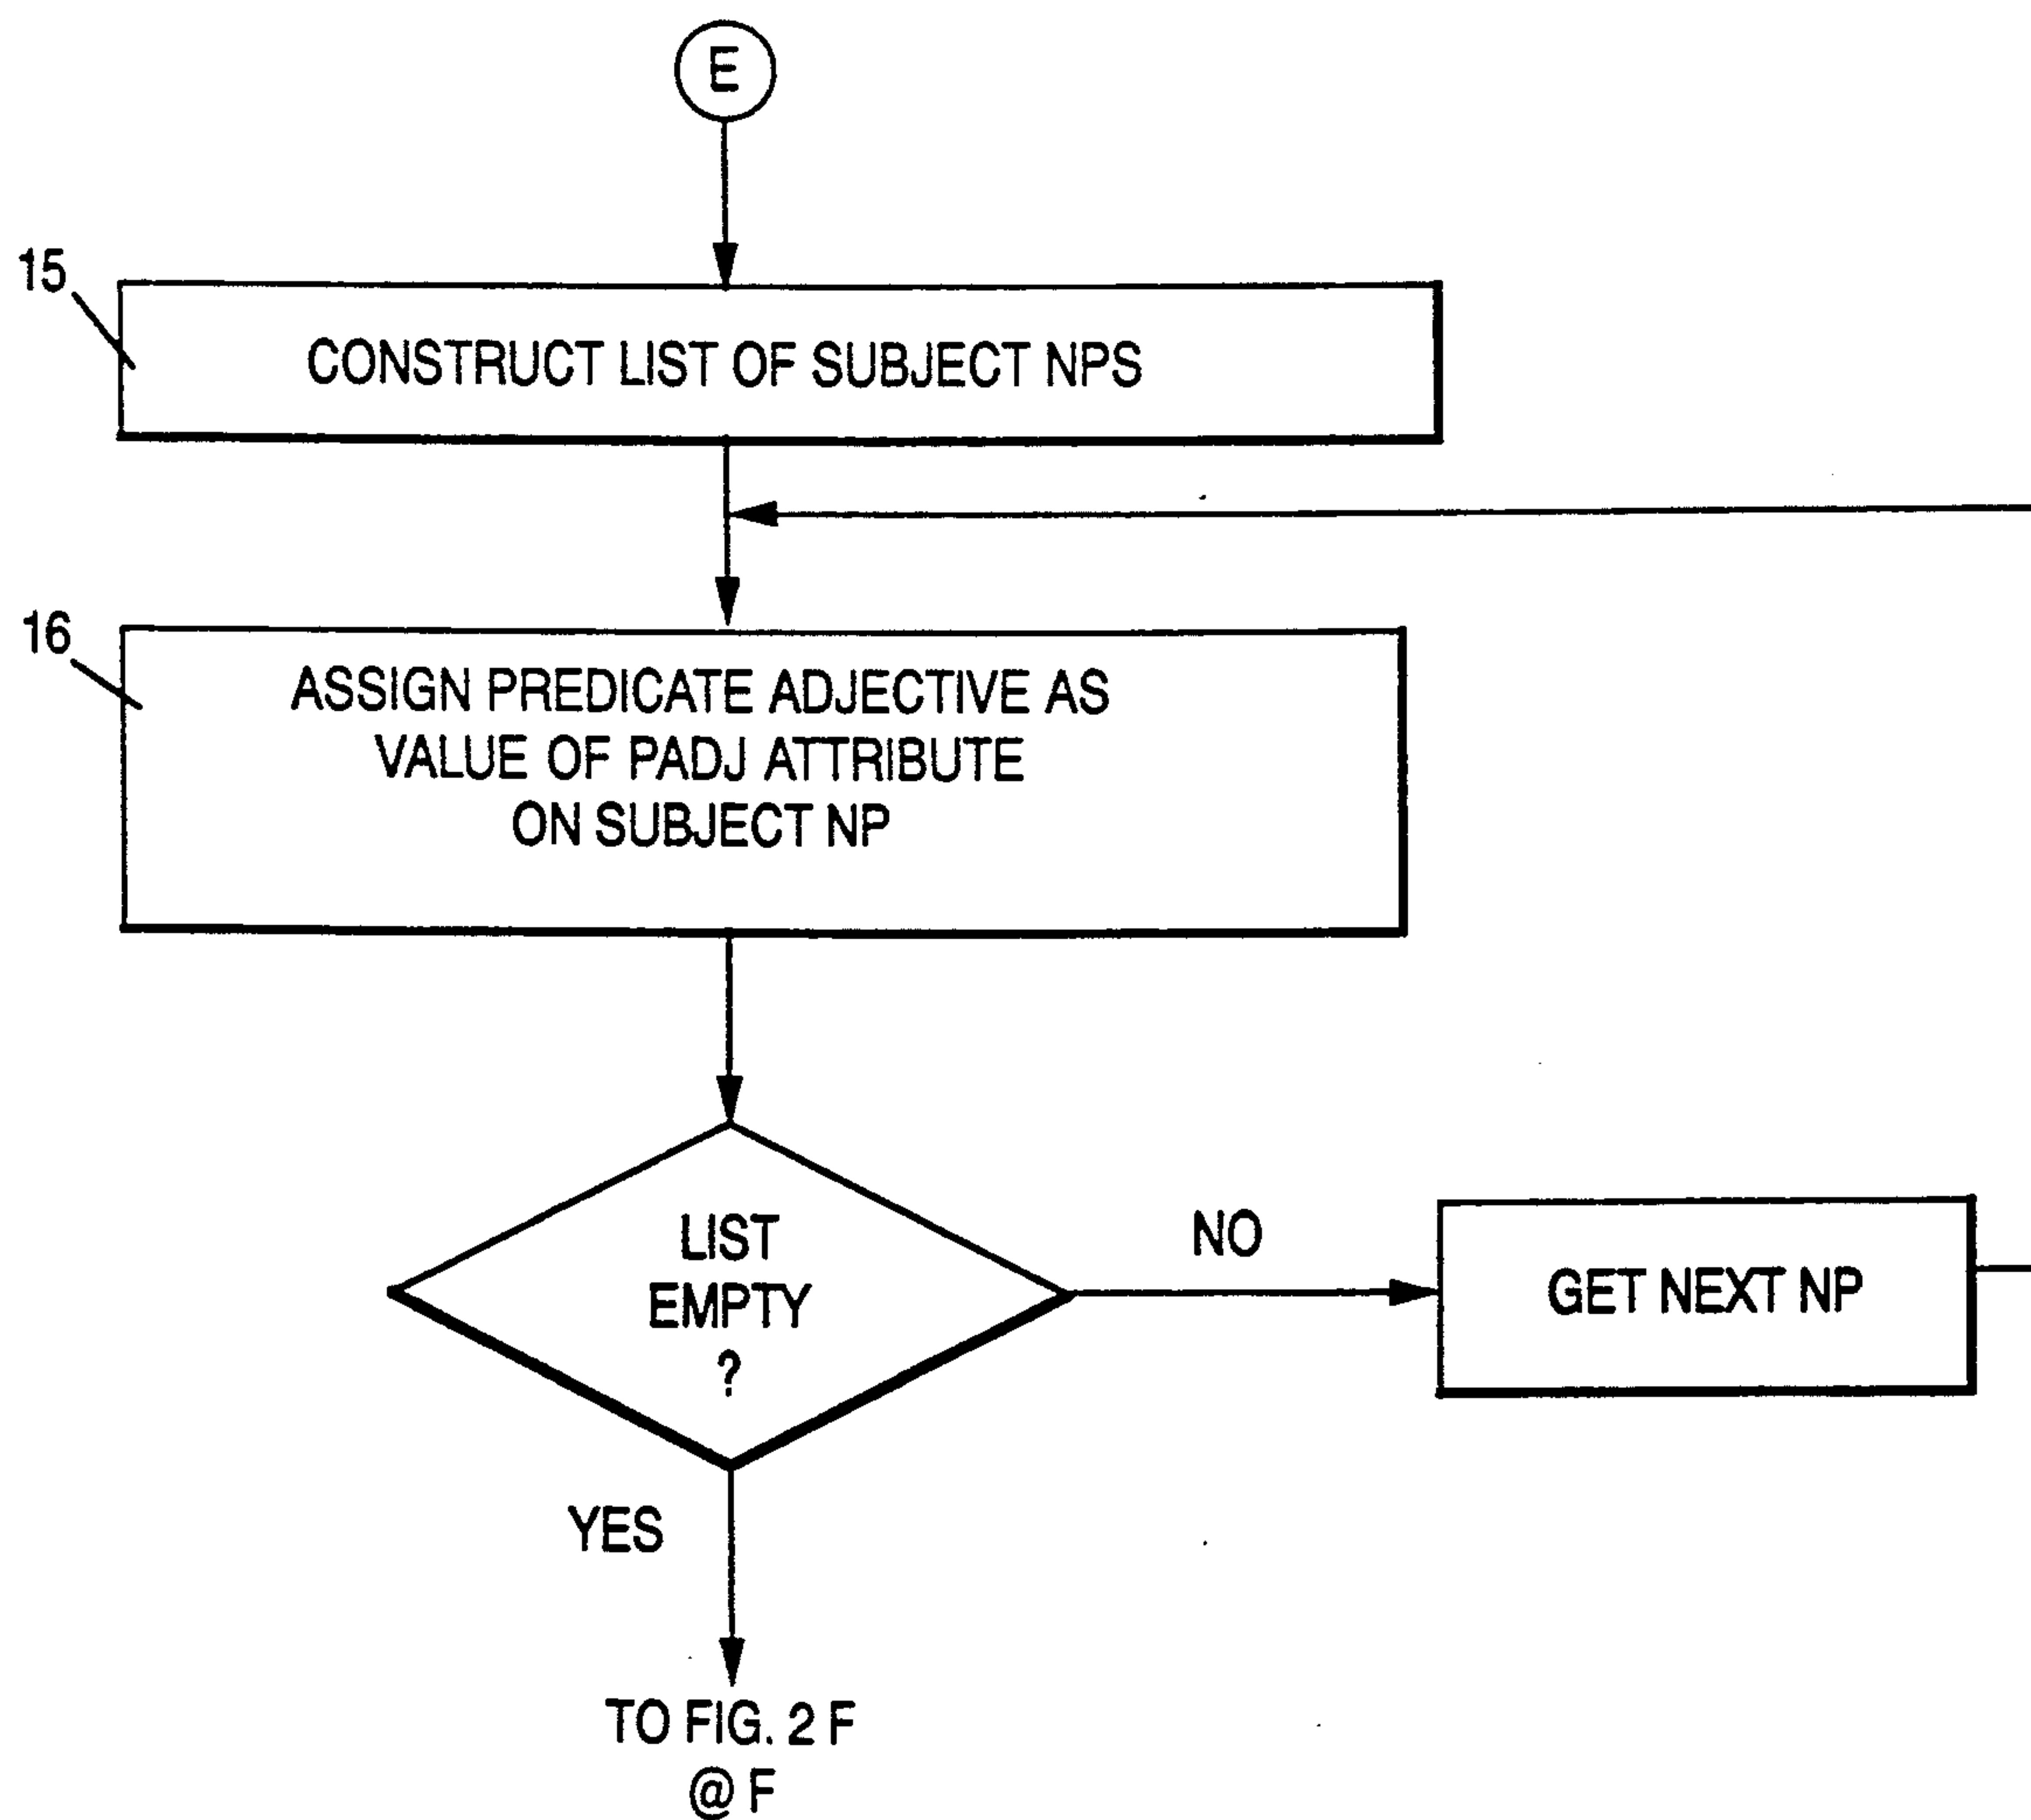 E
15
CONSTRUCT LIST OF SUBJECT NPS
16
ASSIGN PREDICATE ADJECTIVE AS
VALUE OF PADJ ATTRIBUTE
ON SUBJECT NP
LIST
EMPTY
?
NO
GET NEXT NP
YES
TO FIG. 2 F
@ F